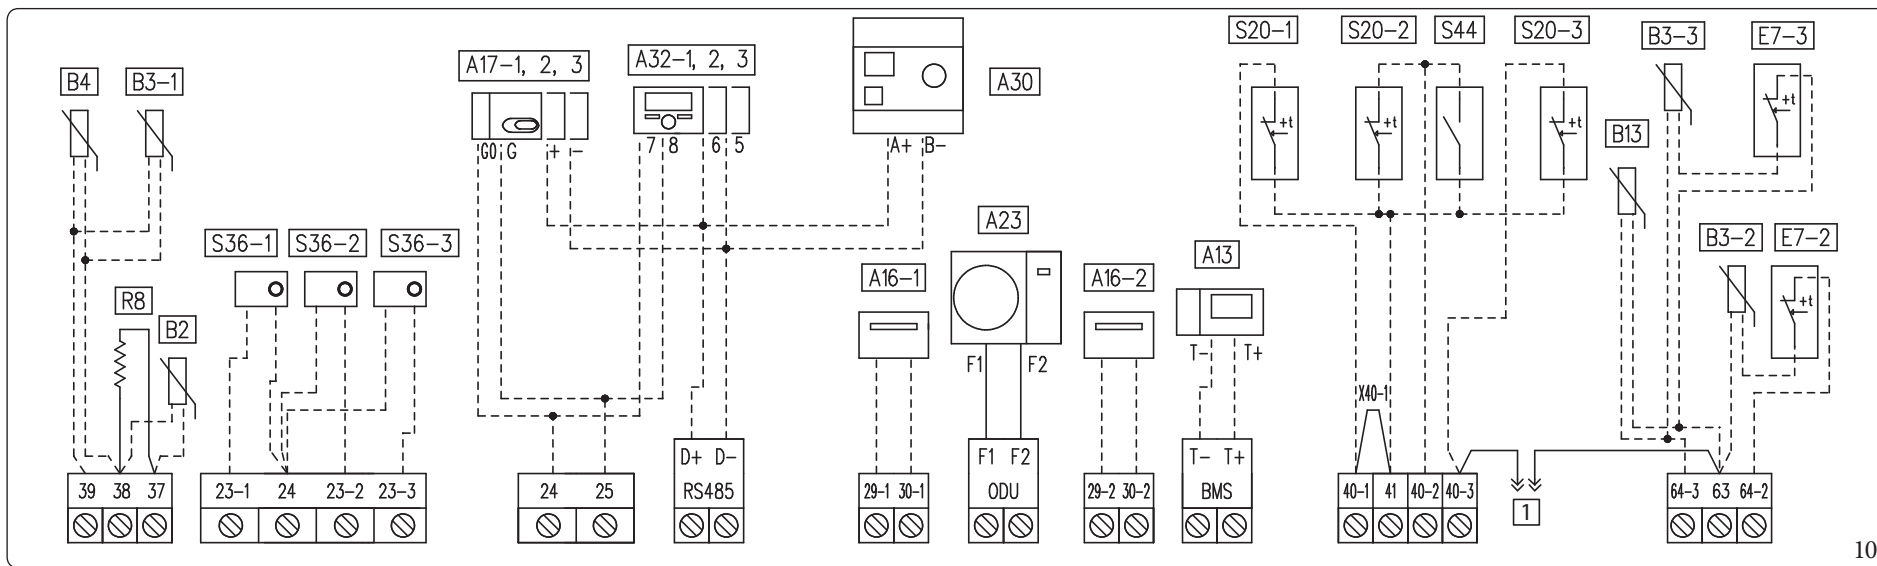 S20-1 S20-2 S44 S20-3 B3-3 E7-3
A17-1, 2, 3 A32-1, 2, 3
B4 B3-1 A30
+t +t +t +t
B13
G0 G + - 7 8 6 5 A+ B-
A23
S36-1 S36-2 S36-3 B3-2 E7-2
A16-1 A16-2 A13
R8 +t
B2
F1 F2 T- T+
X40-1
D+ D- F1 F2 T- T+
39 38 37 23-1 24 23-2 23-3 24 25 RS485 29-1 30-1 ODU 29-2 30-2 BMS 40-1 41 40-2 40-3 64-3 63 64-2
1
10